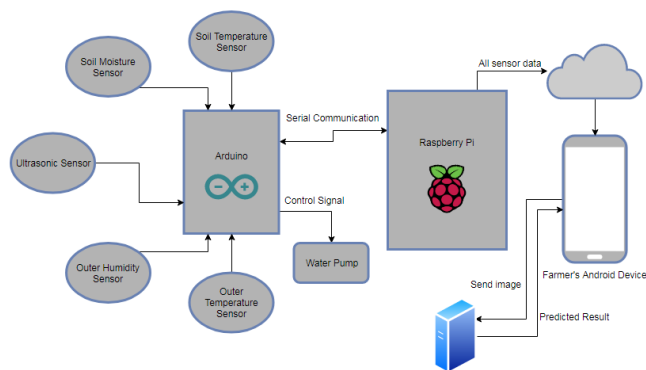 Soil Temperature
Sensor
Soil Moisture
Sensor
All sensor data
Serial Communication
Arduino
Raspberry Pi
Ultrasonic Sensor
Control Signal
Water Pump
Outer Humidity
Sensor
Outer
Temperature
Sensor
Farmer's Android Device
Send image
Predicted Result